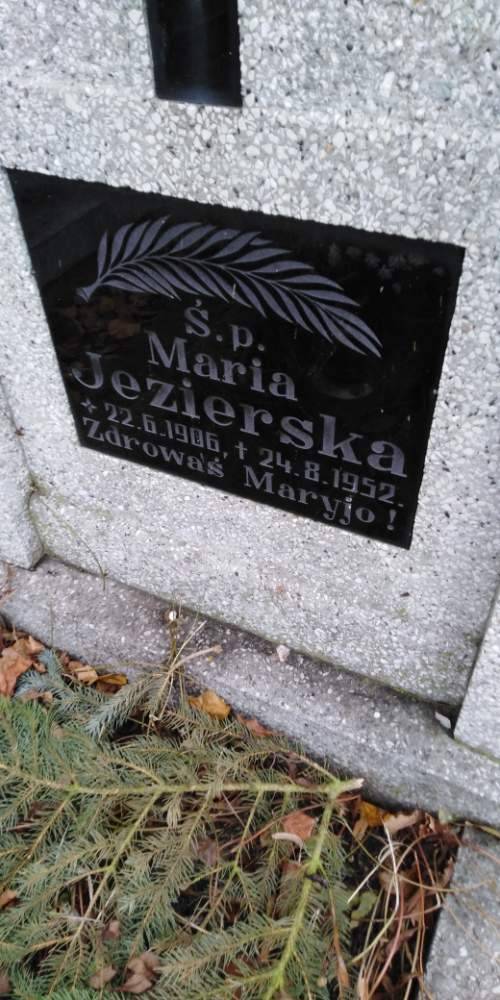 Ś.p.
Maria
Jezierska
* 22.6.1906, + 24.8.1952.
Zdrowaś Maryjo!